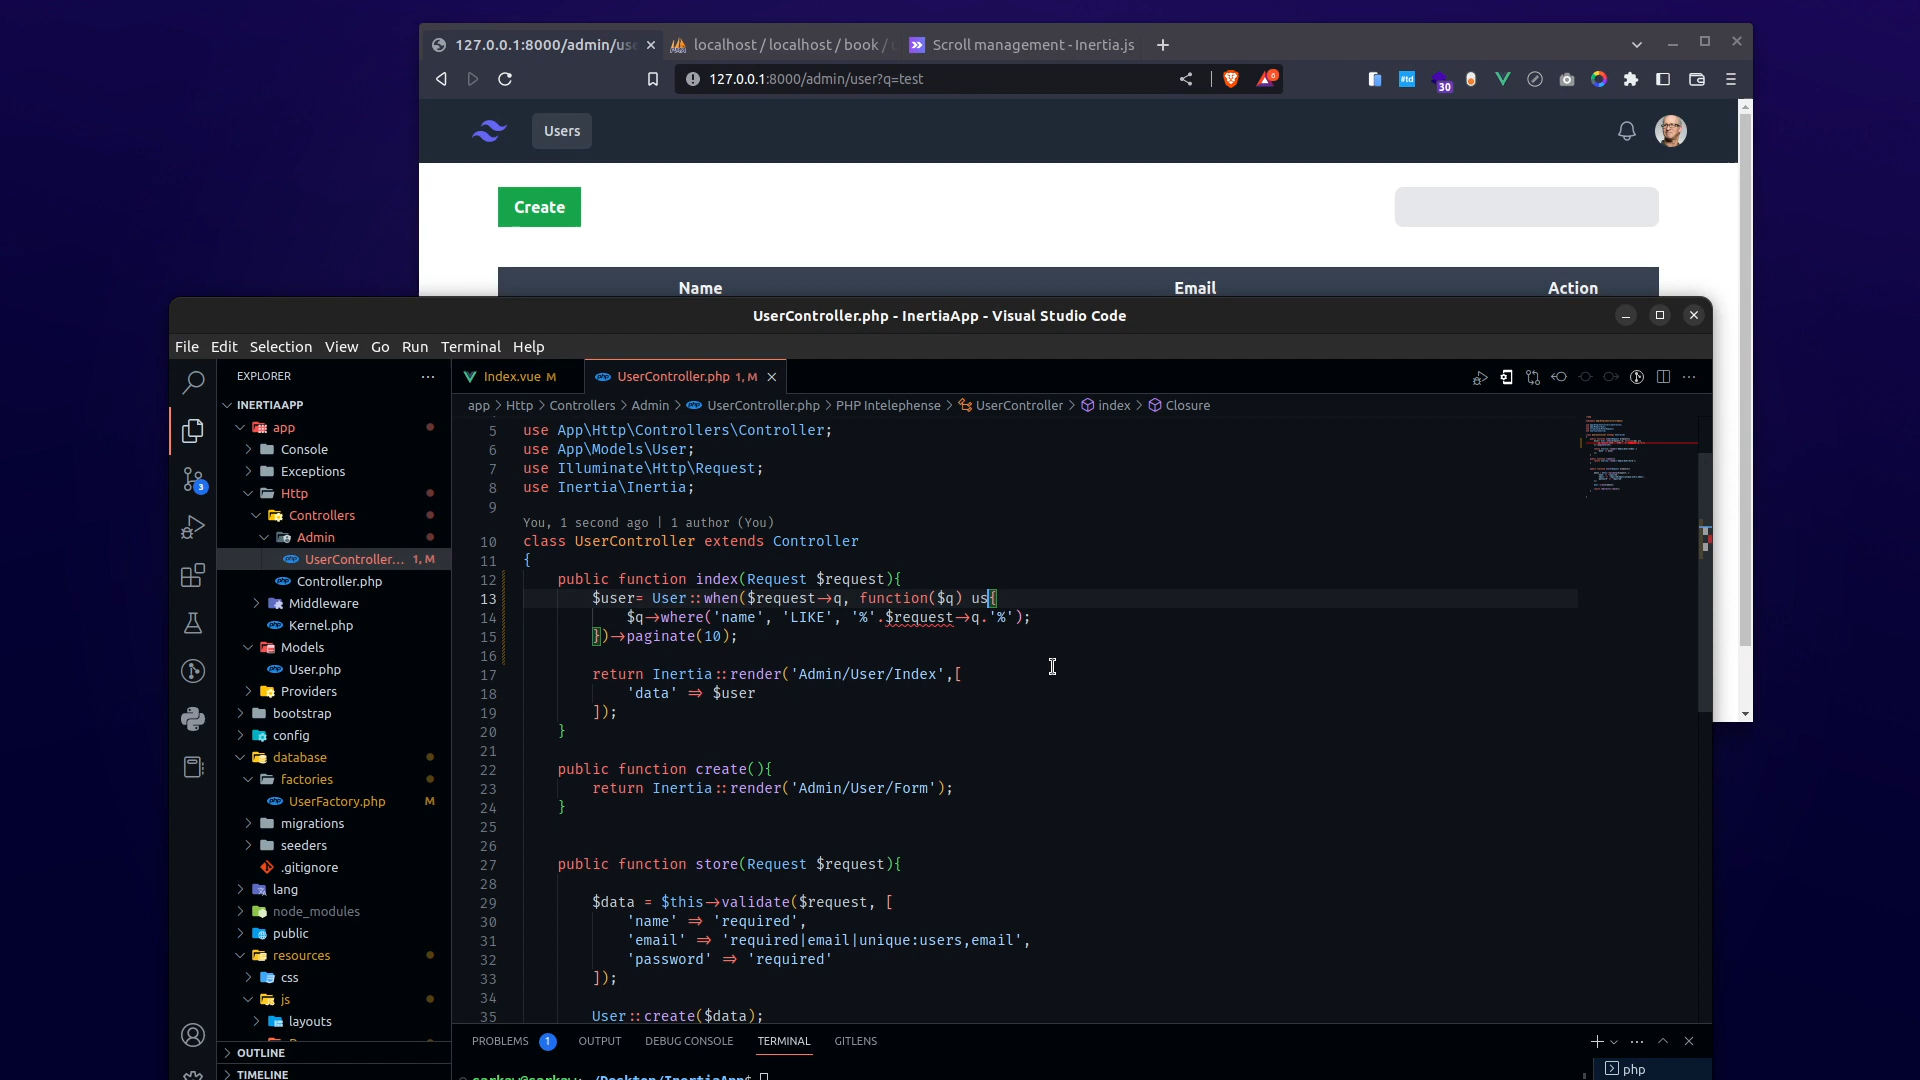 127.0.0.1:8000/admin/use
localhost / localhost / book /
Scroll management - Inertia.js
127.0.0.1:8000/admin/user?q=test
#td
30
Users
Create
Name Email Action
UserController.php - InertiaApp - Visual Studio Code
File Edit Selection View Go Run Terminal Help
EXPLORER
INERTIAAPP
app
Console
Exceptions
Http
Controllers
Admin
UserController... 1, M
Controller.php
Middleware
Kernel.php
Models
User.php
Providers
bootstrap
config
database
factories
UserFactory.php M
migrations
seeders
.gitignore
lang
node_modules
public
resources
css
js
layouts
OUTLINE
TIMELINE
3
Index.vue M
UserController.php 1, M
app > Http > Controllers > Admin > UserController.php > PHP Intelephense > UserController > index > Closure
5 use App\Http\Controllers\Controller;
6 use App\Models\User;
7 use Illuminate\Http\Request;
8 use Inertia\Inertia;
9
You, 1 second ago | 1 author (You)
10 class UserController extends Controller
11 {
12 public function index(Request $request){
13 $user= User::when($request->q, function($q) us{
14 $q->where('name', 'LIKE', '%'.$request->q.'%');
15 })->paginate(10);
16
17 return Inertia::render('Admin/User/Index',[
18 'data' => $user
19 ]);
20 }
21
22 public function create(){
23 return Inertia::render('Admin/User/Form');
24 }
25
26
27 public function store(Request $request){
28
29 $data = $this->validate($request, [
30 'name' => 'required',
31 'email' => 'required|email|unique:users,email',
32 'password' => 'required'
33 ]);
34
35 User::create($data);
PROBLEMS 1 OUTPUT DEBUG CONSOLE TERMINAL GITLENS
php